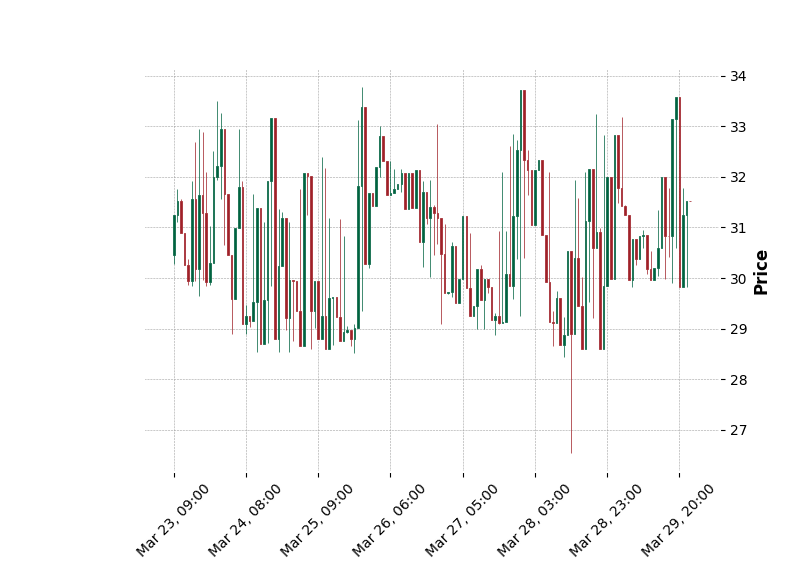 34
33
32
31
30
29
28
27
Price
Mar 23, 09:00
Mar 24, 08:00
Mar 25, 09:00
Mar 26, 06:00
Mar 27, 05:00
Mar 28, 03:00
Mar 28, 23:00
Mar 29, 20:00